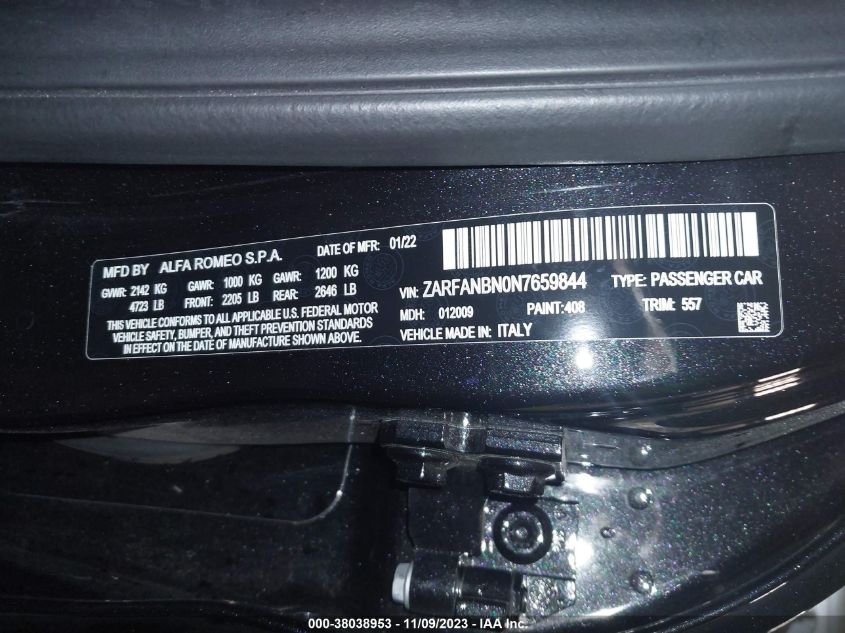 MFD BY ALFA ROMEO S.P.A. DATE OF MFR: 01/22
GVWR: 2142 KG GAWR: 1000 KG GAWR: 1200 KG
4723 LB FRONT: 2205 LB REAR: 2646 LB
THIS VEHICLE CONFORMS TO ALL APPLICABLE U.S. FEDERAL MOTOR
VEHICLE SAFETY, BUMPER, AND THEFT PREVENTION STANDARDS
IN EFFECT ON THE DATE OF MANUFACTURE SHOWN ABOVE.
VIN: ZARFANBN0N7659844 TYPE: PASSENGER CAR
MDH: 012009 PAINT: 408 TRIM: 557
VEHICLE MADE IN: ITALY
000-38038953 - 11/09/2023 - IAA Inc.